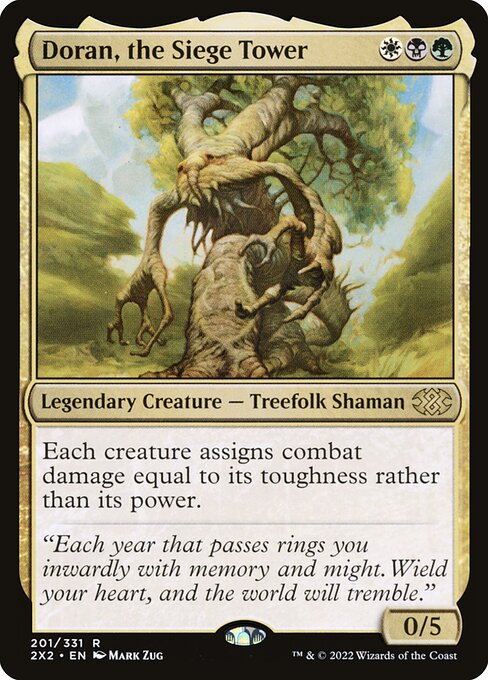 Doran, the Siege Tower
Legendary Creature — Treefolk Shaman
Each creature assigns combat
damage equal to its toughness rather
than its power.
“Each year that passes rings you
inwardly with memory and might. Wield
your heart, and the world will tremble.”
0/5
201/331 R
2X2 • EN Mark Zug
™ & © 2022 Wizards of the Coast